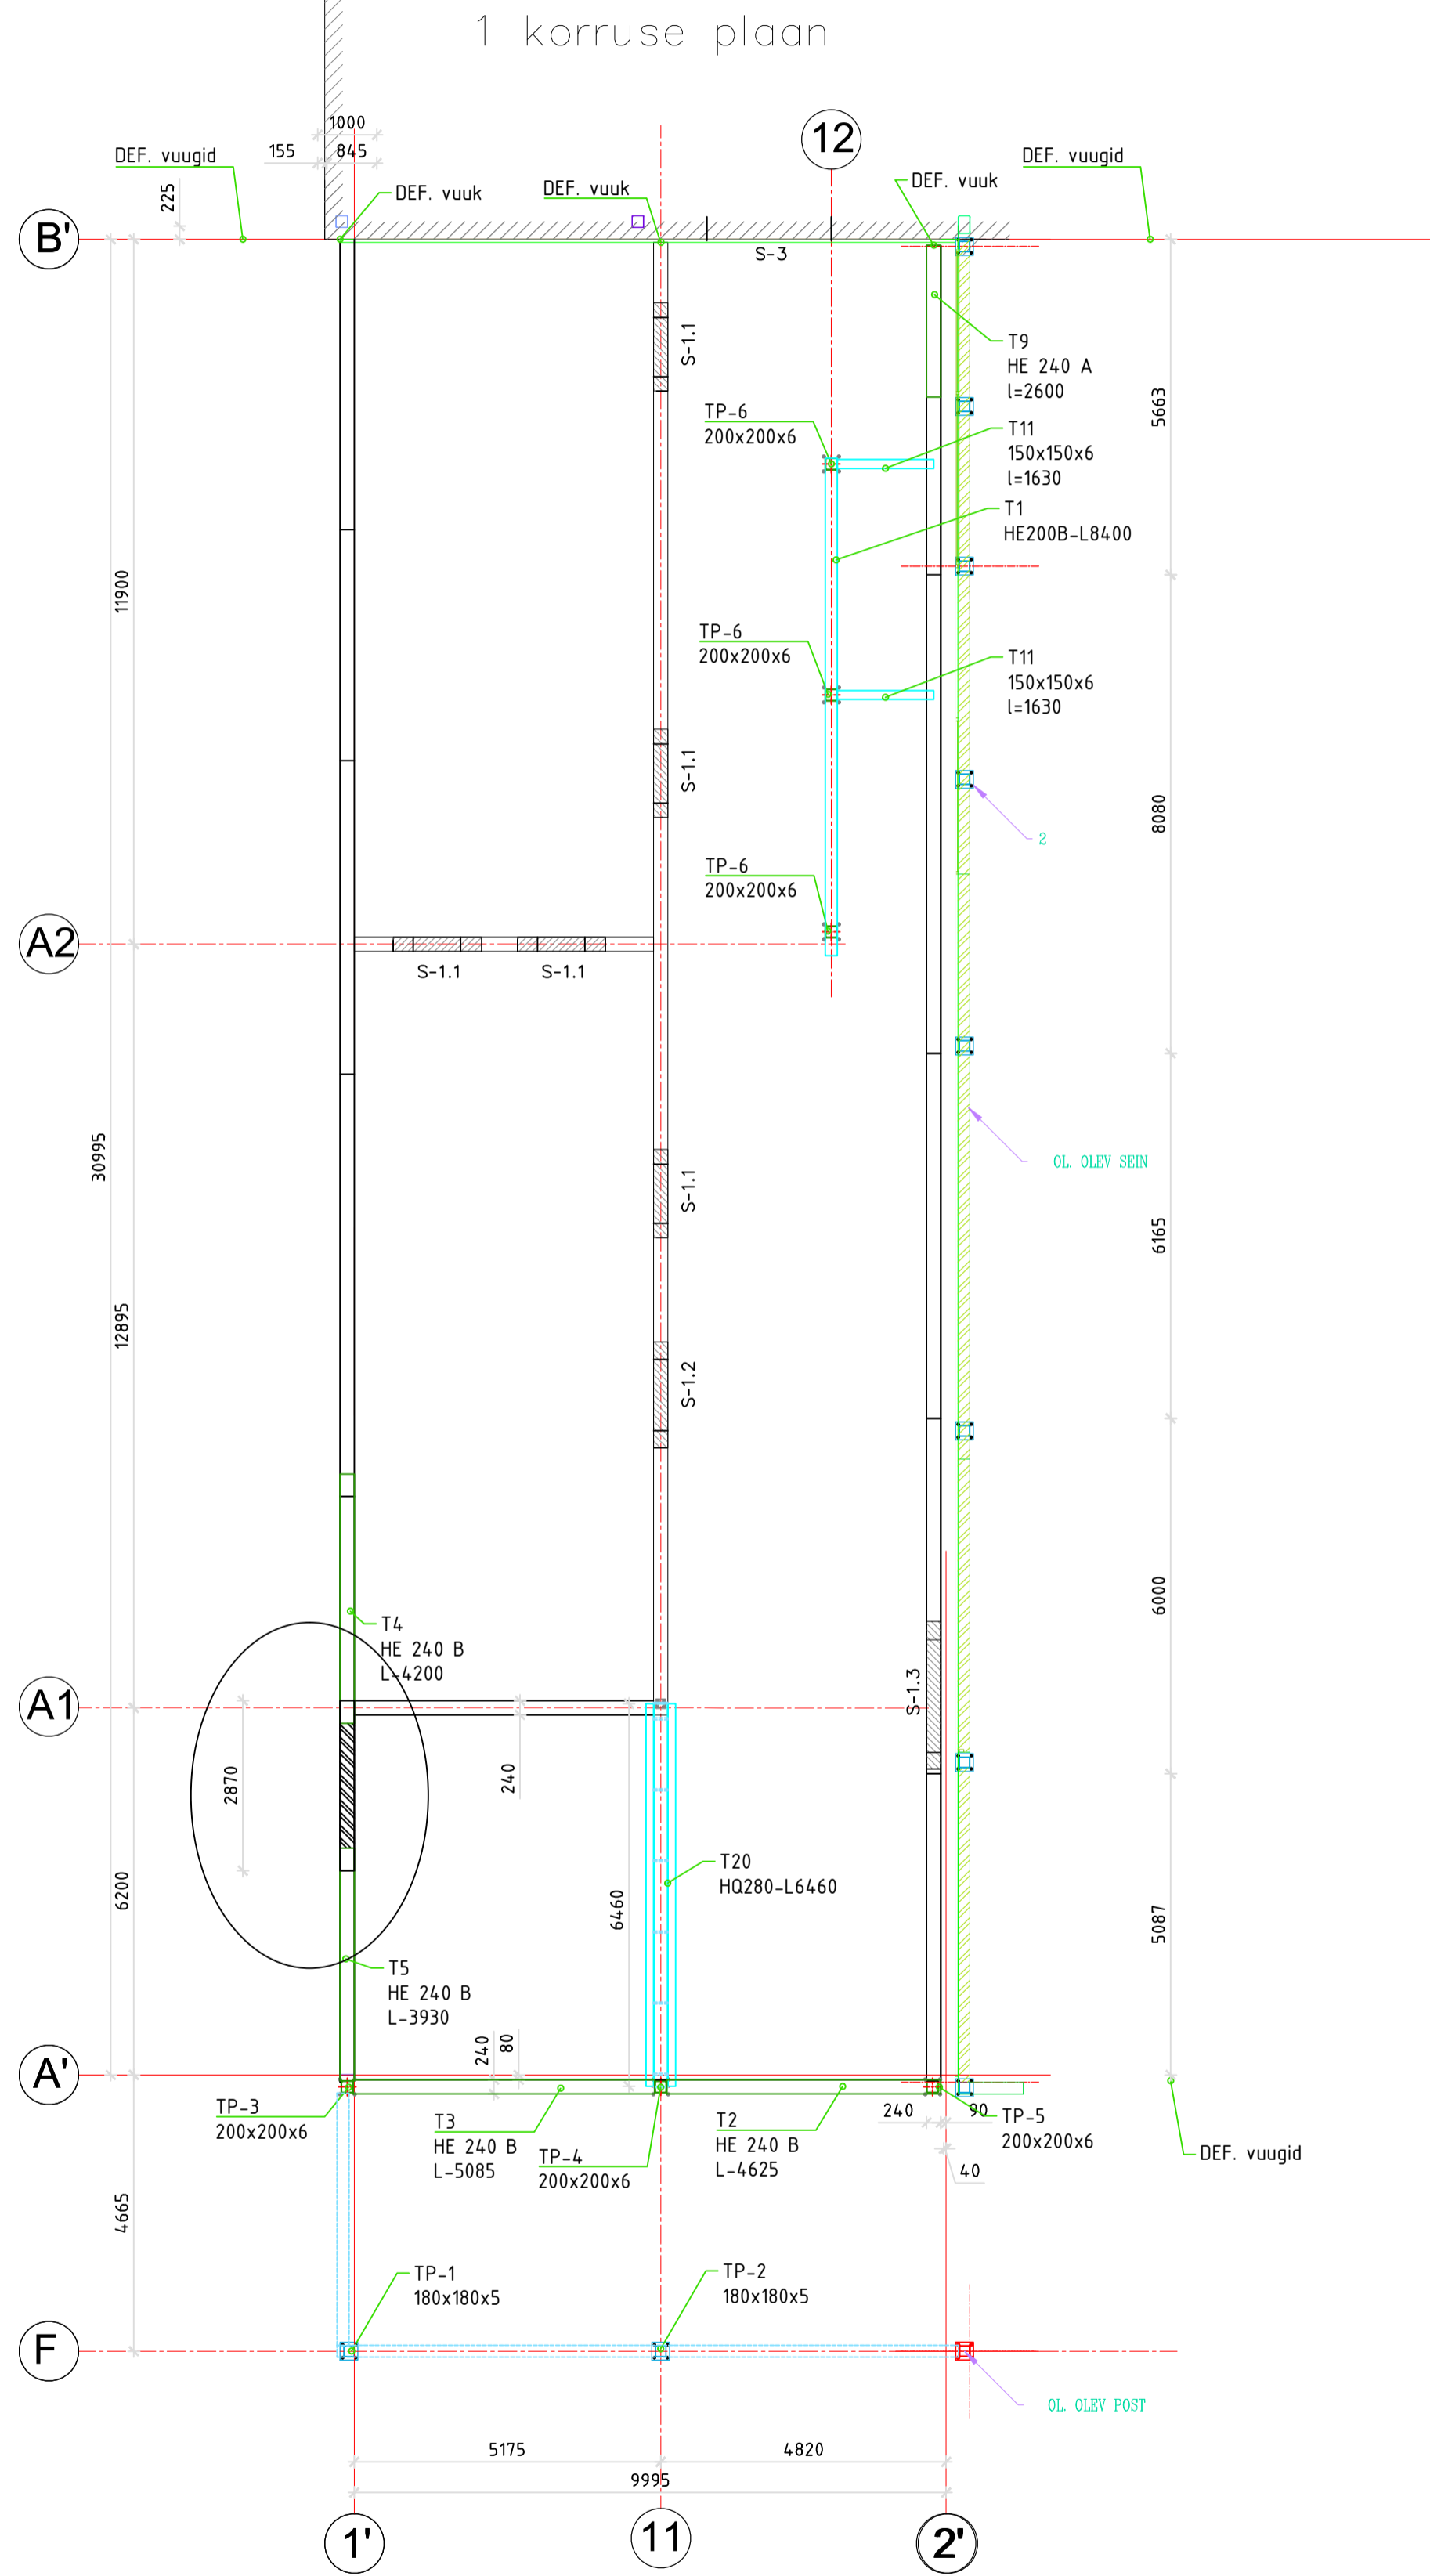 1 korruse plaan
1000
155
845
12
DEF. vuugid
DEF. vuuk
DEF. vuuk
DEF. vuuk
DEF. vuugid
225
B'
S-3
S-1.1
T9
HE 240 A
l=2600
5663
TP-6
200x200x6
T11
150x150x6
l=1630
T1
HE200B-L8400
11900
TP-6
200x200x6
T11
150x150x6
l=1630
S-1.1
8080
2
TP-6
200x200x6
A2
S-1.1
S-1.1
30995
OL. OLEV SEIN
S-1.1
6165
12895
S-1.2
6000
T4
HE 240 B
L-4200
S-1.3
A1
2870
240
6200
6460
T20
HQ280-L6460
5087
T5
HE 240 B
L-3930
240
80
A'
TP-3
200x200x6
T3
HE 240 B
L-5085
TP-4
200x200x6
T2
HE 240 B
L-4625
240
90
TP-5
200x200x6
40
DEF. vuugid
4665
TP-1
180x180x5
TP-2
180x180x5
F
OL. OLEV POST
5175
4820
9995
1'
11
2'